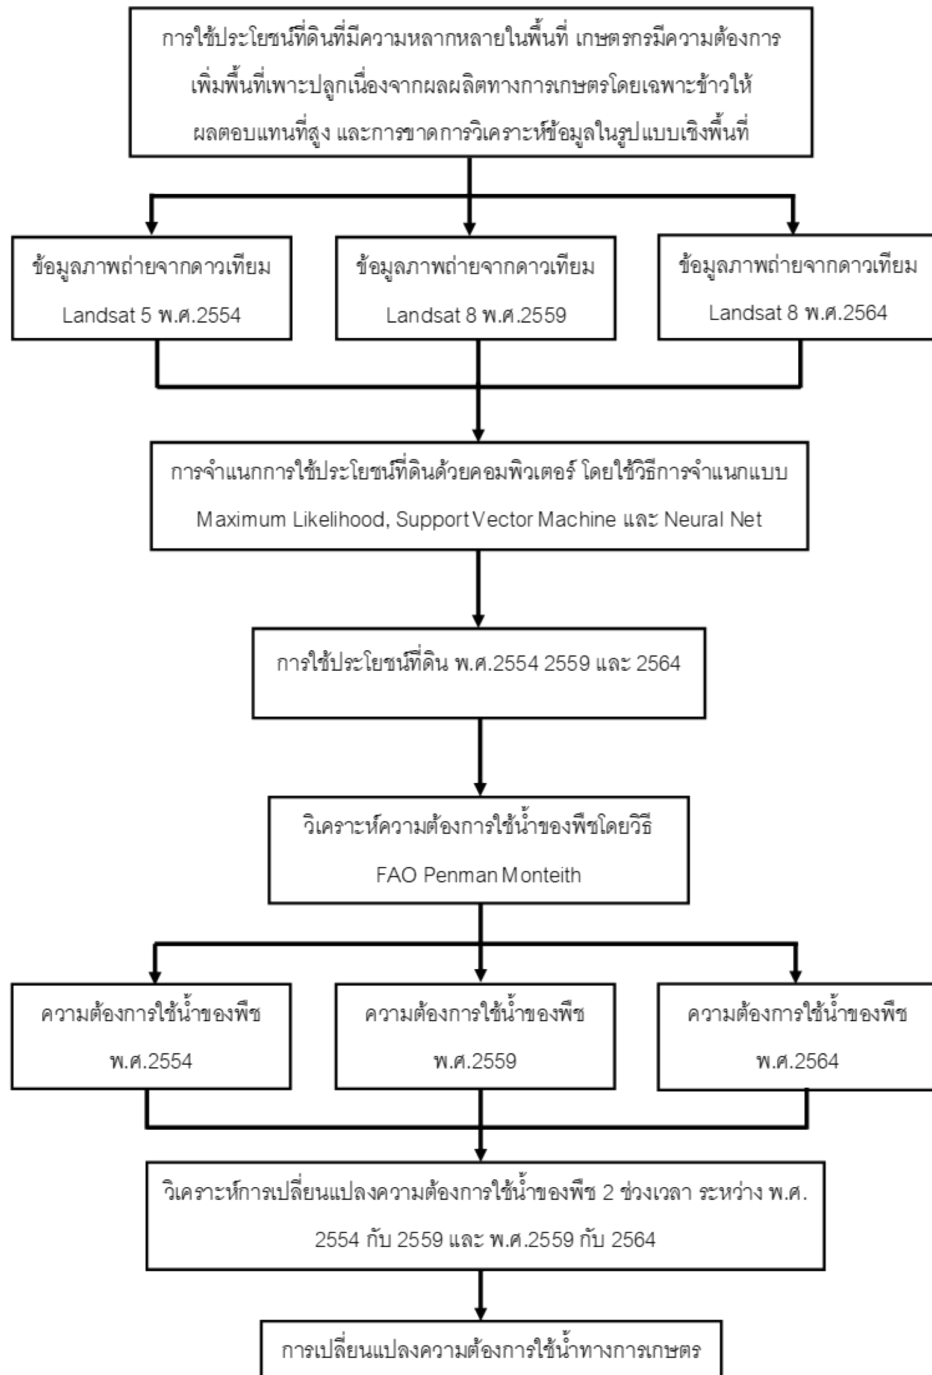 การใช้ประโยชน์ที่ดินที่มีความหลากหลายในพื้นที่ เกษตรกรมีความต้องการ
เพิ่มพื้นที่เพาะปลูกเนื่องจากผลผลิตทางการเกษตรโดยเฉพาะข้าวให้
ผลตอบแทนที่สูง และการขาดการวิเคราะห์ข้อมูลในรูปแบบเชิงพื้นที่
ข้อมูลภาพถ่ายจากดาวเทียม
Landsat 5 พ.ศ.2554
ข้อมูลภาพถ่ายจากดาวเทียม
Landsat 8 พ.ศ.2559
ข้อมูลภาพถ่ายจากดาวเทียม
Landsat 8 พ.ศ.2564
การจำแนกการใช้ประโยชน์ที่ดินด้วยคอมพิวเตอร์ โดยใช้วิธีการจำแนกแบบ
Maximum Likelihood, Support Vector Machine และ Neural Net
การใช้ประโยชน์ที่ดิน พ.ศ.2554 2559 และ 2564
วิเคราะห์ความต้องการใช้น้ำของพืชโดยวิธี
FAO Penman Monteith
ความต้องการใช้น้ำของพืช
พ.ศ.2554
ความต้องการใช้น้ำของพืช
พ.ศ.2559
ความต้องการใช้น้ำของพืช
พ.ศ.2564
วิเคราะห์การเปลี่ยนแปลงความต้องการใช้น้ำของพืช 2 ช่วงเวลา ระหว่าง พ.ศ.
2554 กับ 2559 และ พ.ศ.2559 กับ 2564
การเปลี่ยนแปลงความต้องการใช้น้ำทางการเกษตร